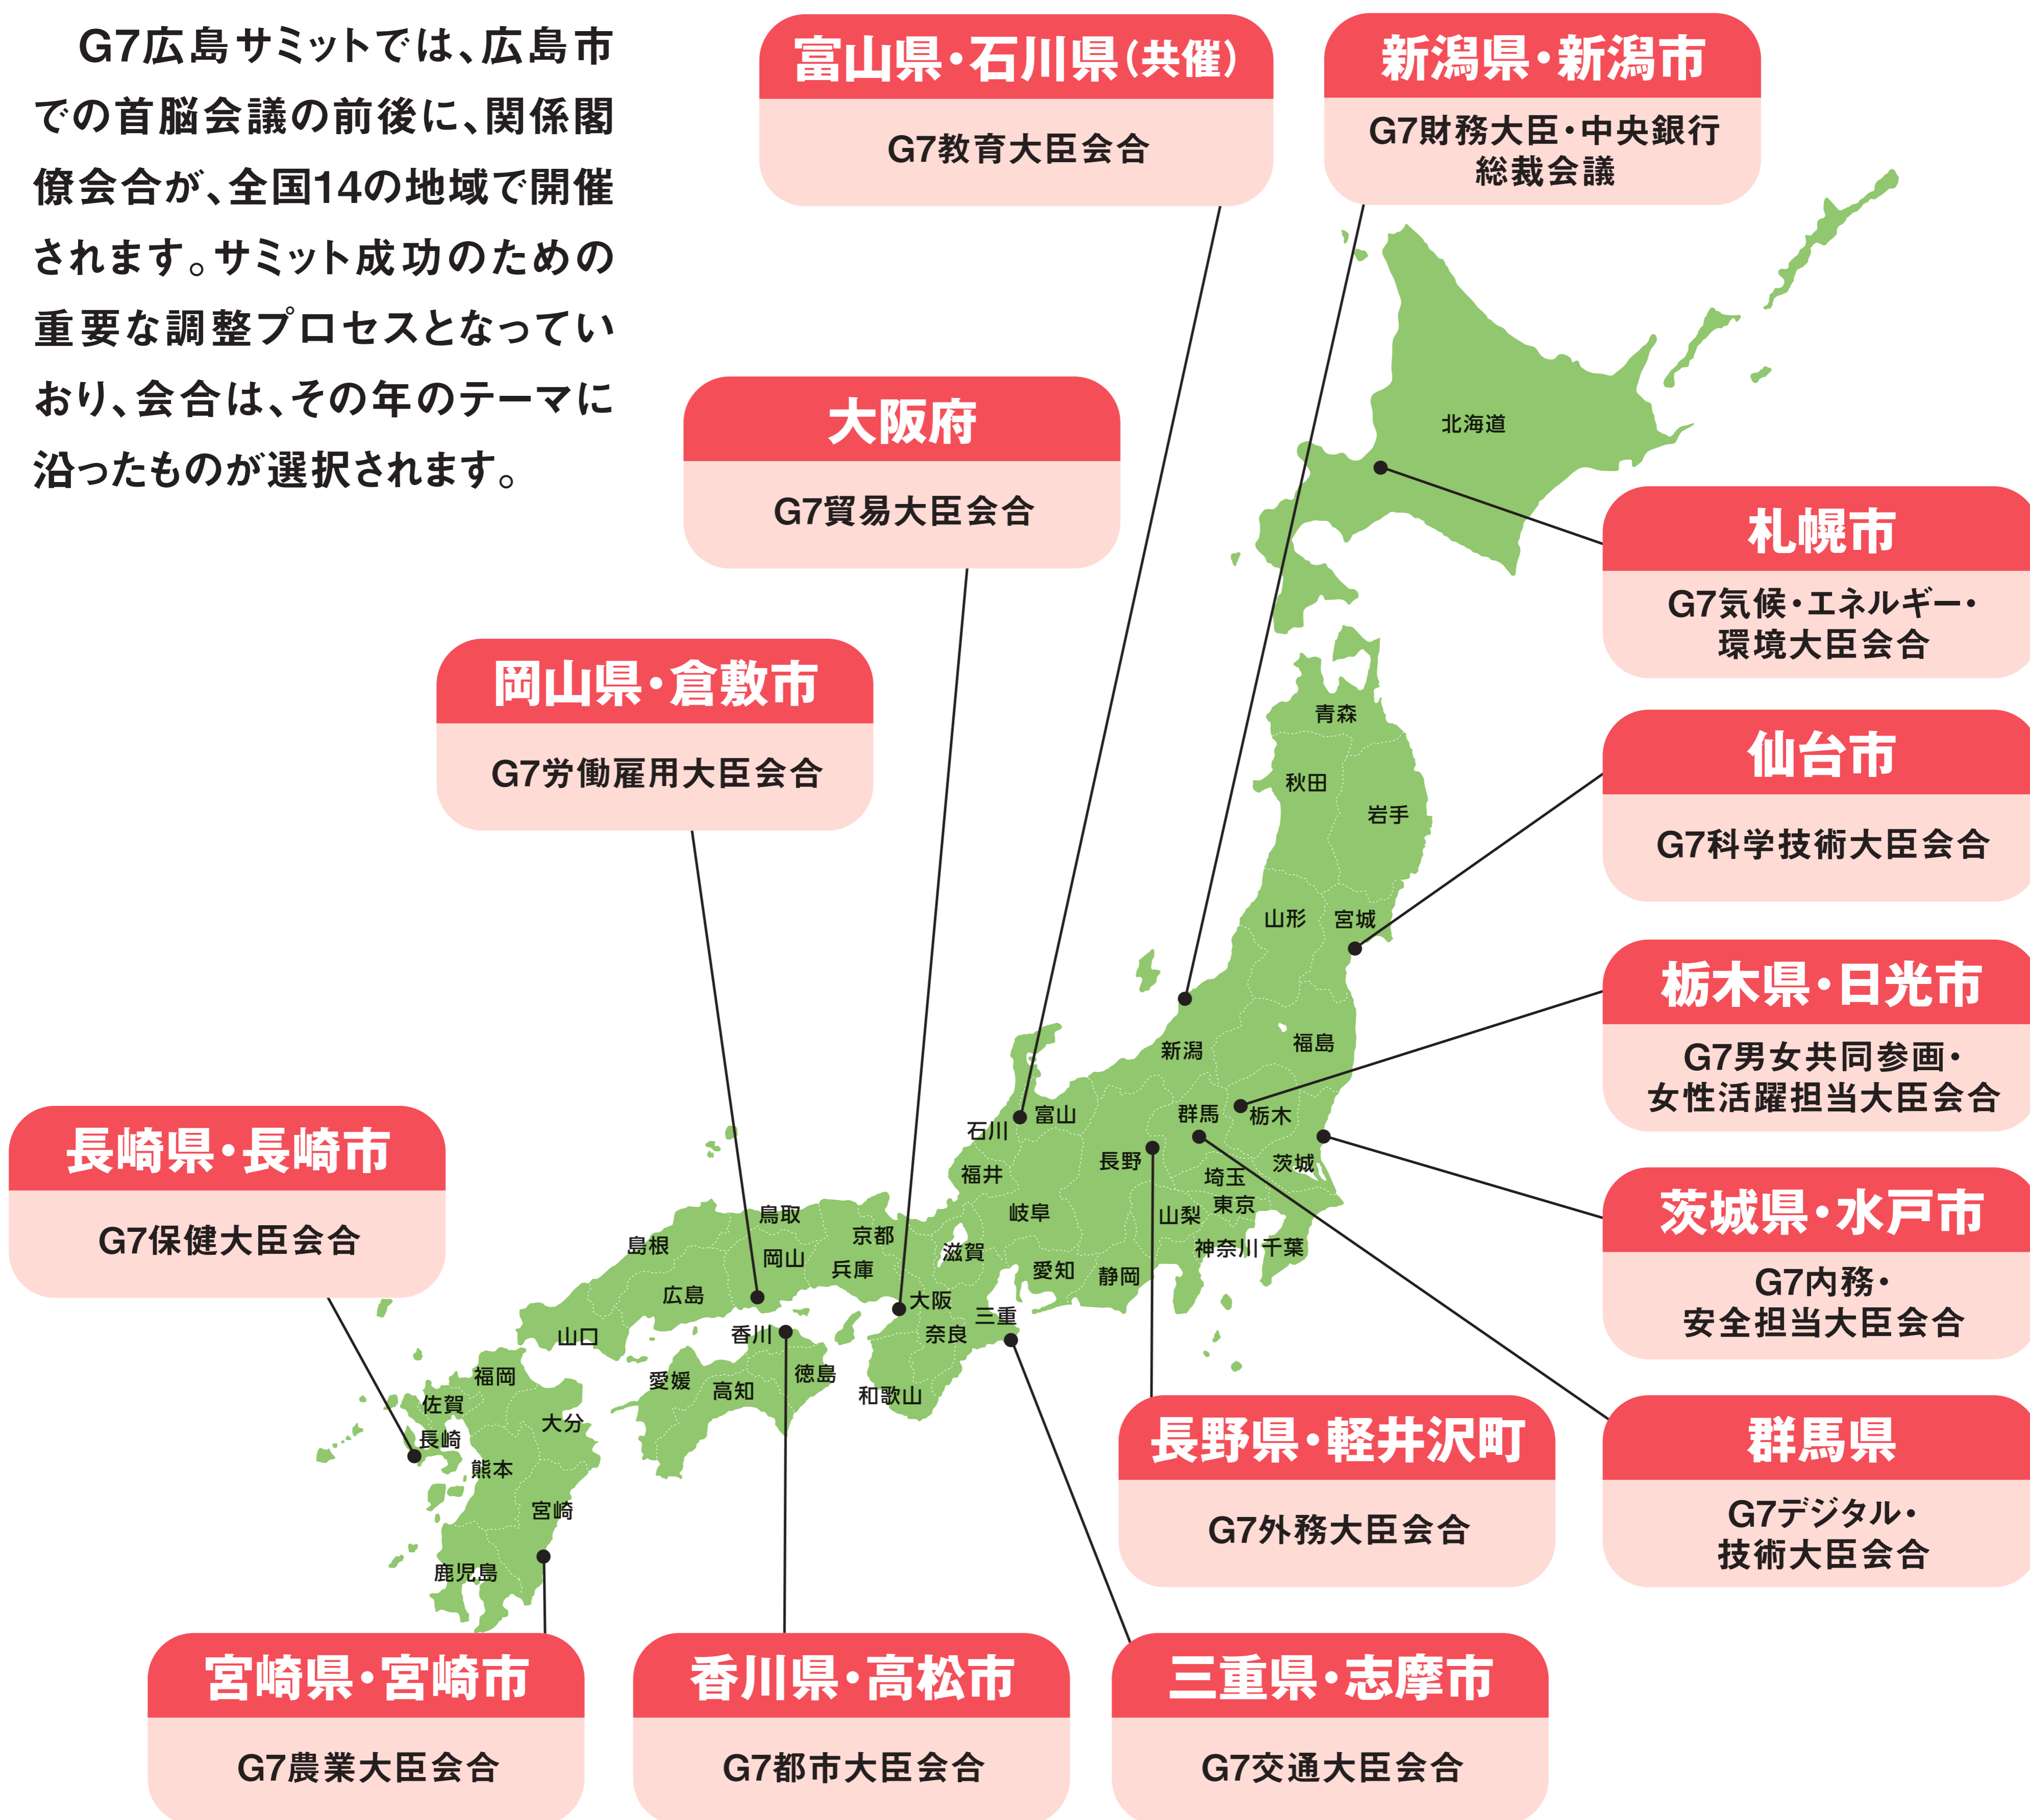 G7広島サミットでは、広島市
での首脳会議の前後に、関係閣
僚会合が、全国14の地域で開催
されます。サミット成功のための
重要な調整プロセスとなってい
おり、会合は、その年のテーマに
沿ったものが選択されます。
富山県・石川県（共催）
G7教育大臣会合
新潟県・新潟市
G7財務大臣・中央銀行
総裁会議
大阪府
G7貿易大臣会合
札幌市
G7気候・エネルギー・
環境大臣会合
岡山県・倉敷市
G7労働雇用大臣会合
仙台市
G7科学技術大臣会合
栃木県・日光市
G7男女共同参画・
女性活躍担当大臣会合
長崎県・長崎市
G7保健大臣会合
茨城県・水戸市
G7内務・
安全担当大臣会合
長野県・軽井沢町
G7外務大臣会合
群馬県
G7デジタル・
技術大臣会合
宮崎県・宮崎市
G7農業大臣会合
香川県・高松市
G7都市大臣会合
三重県・志摩市
G7交通大臣会合
北海道
青森
秋田
岩手
山形
宮城
福島
新潟
群馬
栃木
茨城
富山
石川
長野
福井
埼玉
東京
岐阜
山梨
神奈川
千葉
愛知
静岡
滋賀
京都
鳥取
島根
岡山
兵庫
広島
大阪
三重
奈良
和歌山
山口
香川
徳島
愛媛
高知
福岡
佐賀
大分
長崎
熊本
宮崎
鹿児島